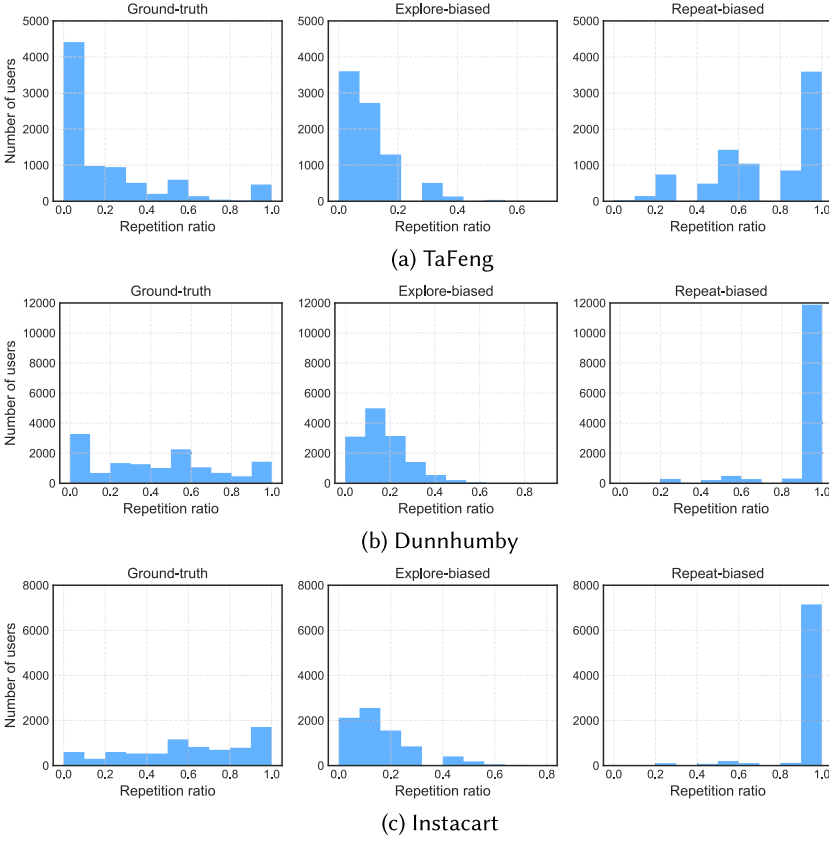 Ground-truth Explore-biased Repeat-biased
5000 5000 5000
4000 4000 4000
3000 3000 3000
2000 2000 2000
1000 1000 1000
0 0 0
0.0 0.2 0.4 0.6 0.8 1.0 0.0 0.2 0.4 0.6 0.0 0.2 0.4 0.6 0.8 1.0
Number of users
Repetition ratio Repetition ratio Repetition ratio
(a) TaFeng
Ground-truth Explore-biased Repeat-biased
12000 12000 12000
10000 10000 10000
8000 8000 8000
6000 6000 6000
4000 4000 4000
2000 2000 2000
0 0 0
0.0 0.2 0.4 0.6 0.8 1.0 0.0 0.2 0.4 0.6 0.8 0.0 0.2 0.4 0.6 0.8 1.0
Number of users
Repetition ratio Repetition ratio Repetition ratio
(b) Dunnhumby
Ground-truth Explore-biased Repeat-biased
8000 8000 8000
6000 6000 6000
4000 4000 4000
2000 2000 2000
0 0 0
0.0 0.2 0.4 0.6 0.8 1.0 0.0 0.2 0.4 0.6 0.8 0.0 0.2 0.4 0.6 0.8 1.0
Number of users
Repetition ratio Repetition ratio Repetition ratio
(c) Instacart